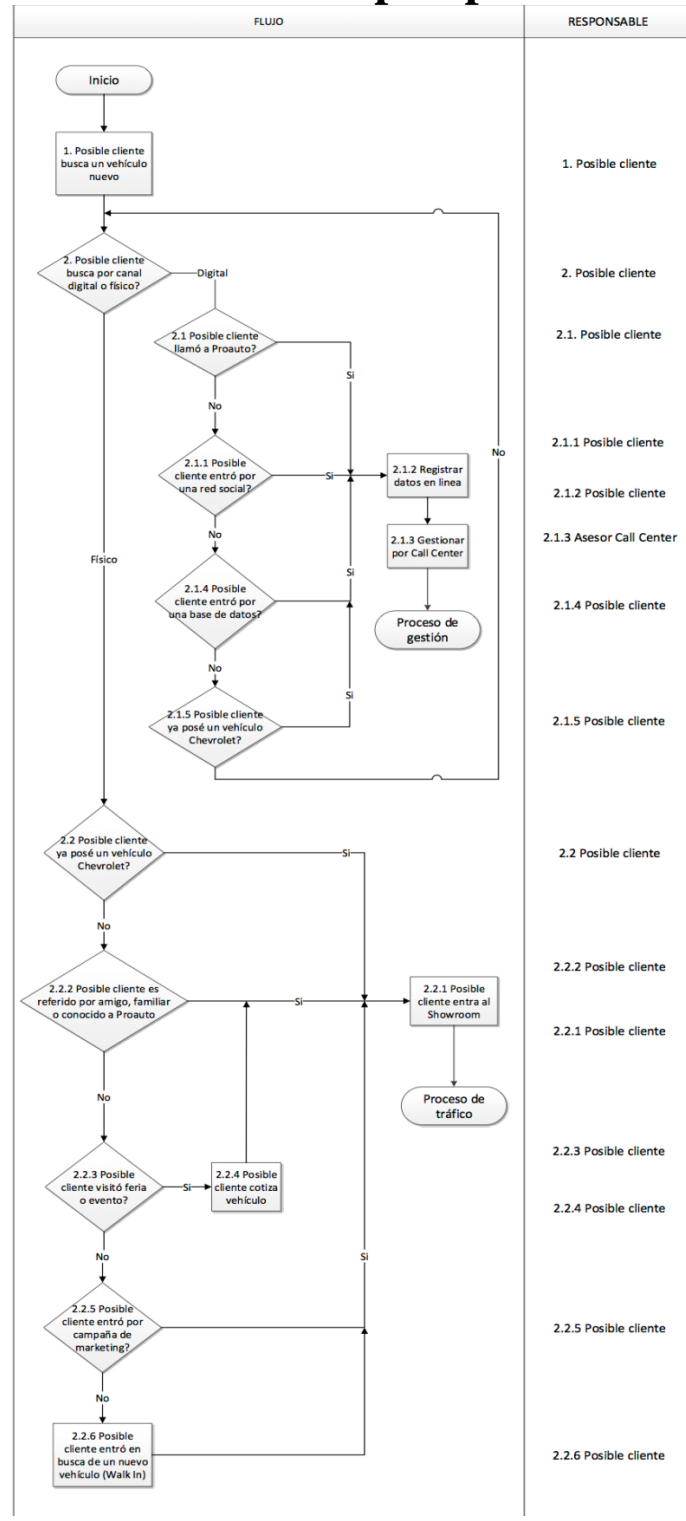 FLUJO
RESPONSABLE
Inicio
1. Posible cliente
busca un vehículo
nuevo
1. Posible cliente
2. Posible cliente
busca por canal
digital o físico?
Digital
2. Posible cliente
2.1 Posible cliente
llamó a Proauto?
2.1. Posible cliente
Si
No
2.1.1 Posible
cliente entró por
una red social?
Si
2.1.2 Registrar
datos en linea
No
2.1.1 Posible cliente
2.1.2 Posible cliente
No
2.1.3 Gestionar
por Call Center
2.1.3 Asesor Call Center
Físico
Si
2.1.4 Posible
cliente entró por
una base de datos?
Proceso de
gestión
2.1.4 Posible cliente
No
Si
2.1.5 Posible cliente
ya posé un vehículo
Chevrolet?
2.1.5 Posible cliente
2.2 Posible cliente
ya posé un vehículo
Chevrolet?
Si
2.2 Posible cliente
No
2.2.2 Posible cliente es
referido por amigo, familiar
o conocido a Proauto
Si
2.2.1 Posible
cliente entra al
Showroom
2.2.2 Posible cliente
2.2.1 Posible cliente
No
Proceso de
tráfico
2.2.3 Posible
cliente visitó feria
o evento?
Si
2.2.4 Posible
cliente cotiza
vehículo
2.2.3 Posible cliente
2.2.4 Posible cliente
No
Si
2.2.5 Posible
cliente entró por
campaña de
marketing?
2.2.5 Posible cliente
No
2.2.6 Posible
cliente entró en
busca de un nuevo
vehículo (Walk In)
2.2.6 Posible cliente